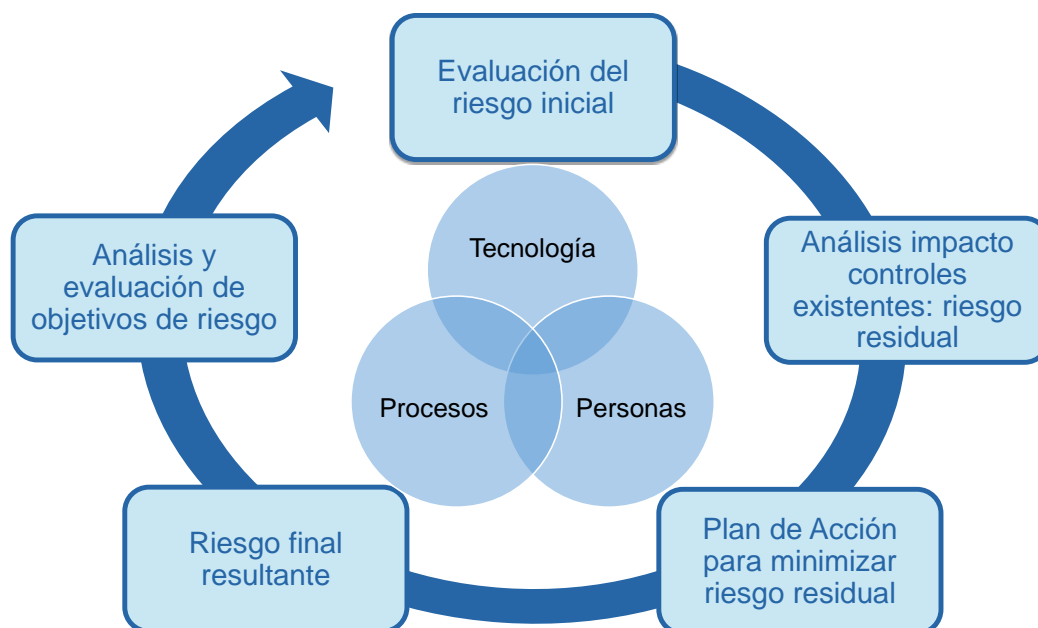 Evaluación del
riesgo inicial
Análisis impacto
controles
existentes: riesgo
residual
Plan de Acción
para minimizar
riesgo residual
Riesgo final
resultante
Análisis y
evaluación de
objetivos de riesgo
Tecnología
Procesos
Personas